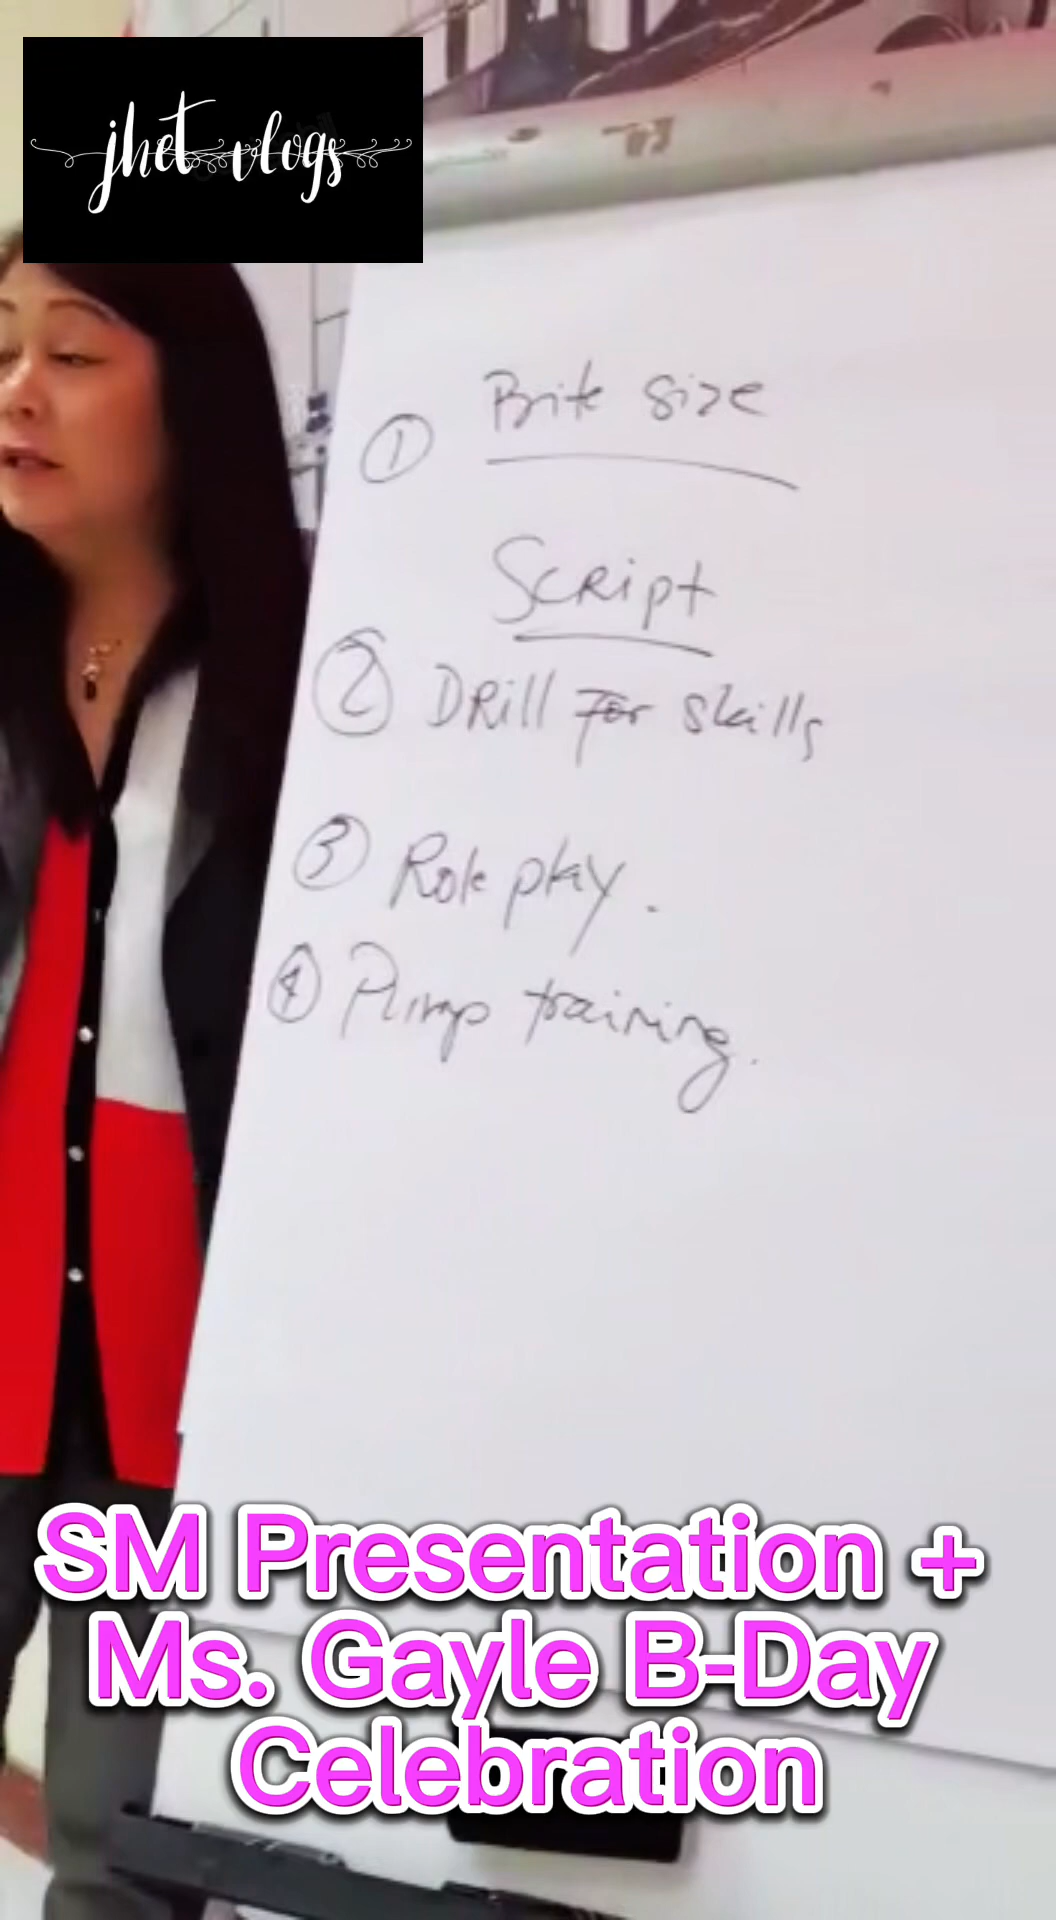 jhet vlogs
① Brite size
Script
② DRill For skills
③ Role play.
④ Pump training.
SM Presentation +
Ms. Gayle B-Day
Celebration